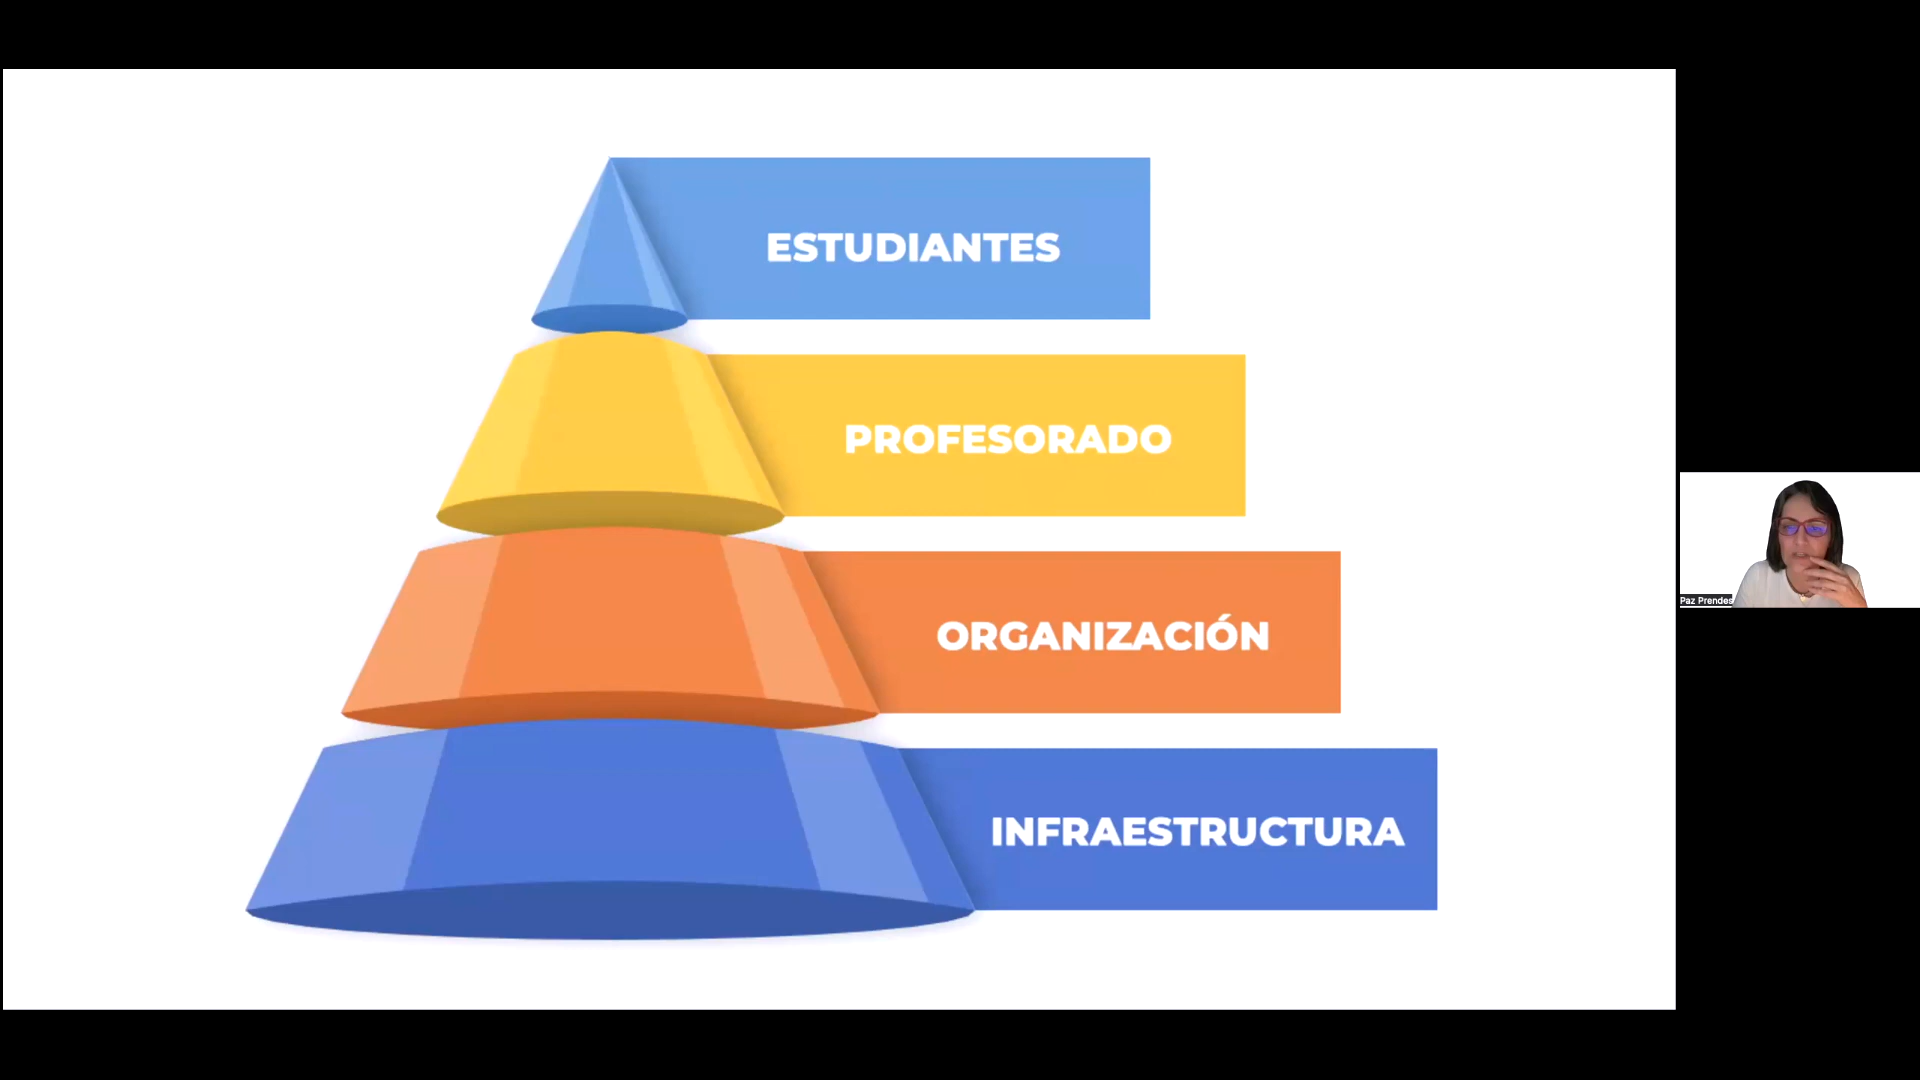 ESTUDIANTES
PROFESORADO
ORGANIZACIÓN
INFRAESTRUCTURA
Paz Prendes